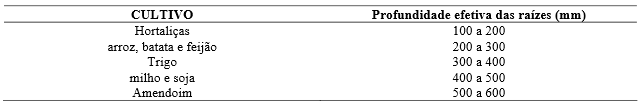 CULTIVO Profundidade efetiva das raízes (mm)
Hortaliças 100 a 200
arroz, batata e feijão 200 a 300
Trigo 300 a 400
milho e soja 400 a 500
Amendoim 500 a 600